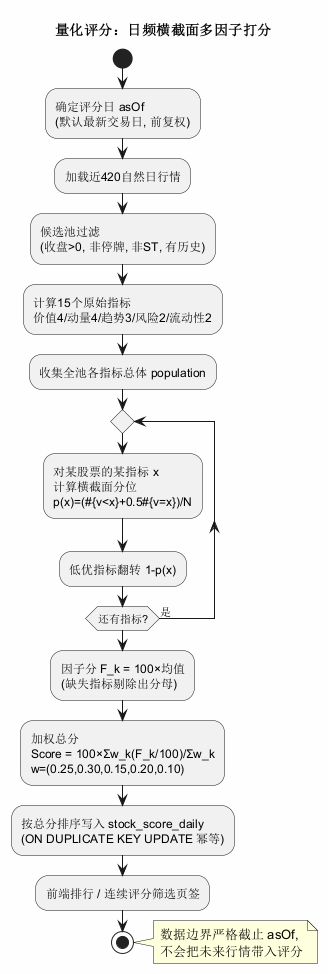 量化评分：日频横截面多因子打分
确定评分日 asOf
(默认最新交易日, 前复权)
加载近420自然日行情
候选池过滤
(收盘>0, 非停牌, 非ST, 有历史)
计算15个原始指标
价值4/动量4/趋势3/风险2/流动性2
收集全池各指标总体 population
对某股票的某指标 x
计算横截面分位
p(x)=(#{v<x}+0.5#{v=x})/N
低优指标翻转 1-p(x)
还有指标?
是
因子分 F_k = 100×均值
(缺失指标剔除出分母)
加权总分
Score = 100×Σw_k(F_k/100)/Σw_k
w=(0.25,0.30,0.15,0.20,0.10)
按总分排序写入 stock_score_daily
(ON DUPLICATE KEY UPDATE 幂等)
前端排行 / 连续评分筛选页签
数据边界严格截止 asOf,
不会把未来行情带入评分